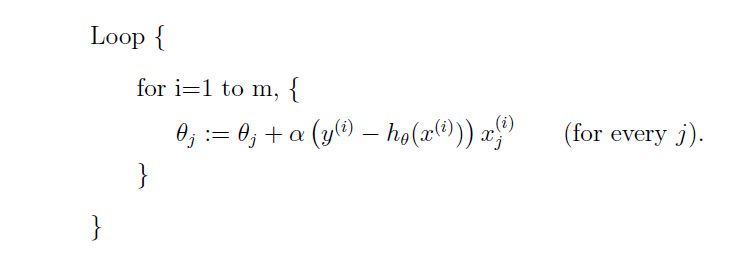 Loop {
for i=1 to m, {
θ_j := θ_j + α (y^{(i)} − h_θ(x^{(i)})) x_j^{(i)} (for every j).
}
}